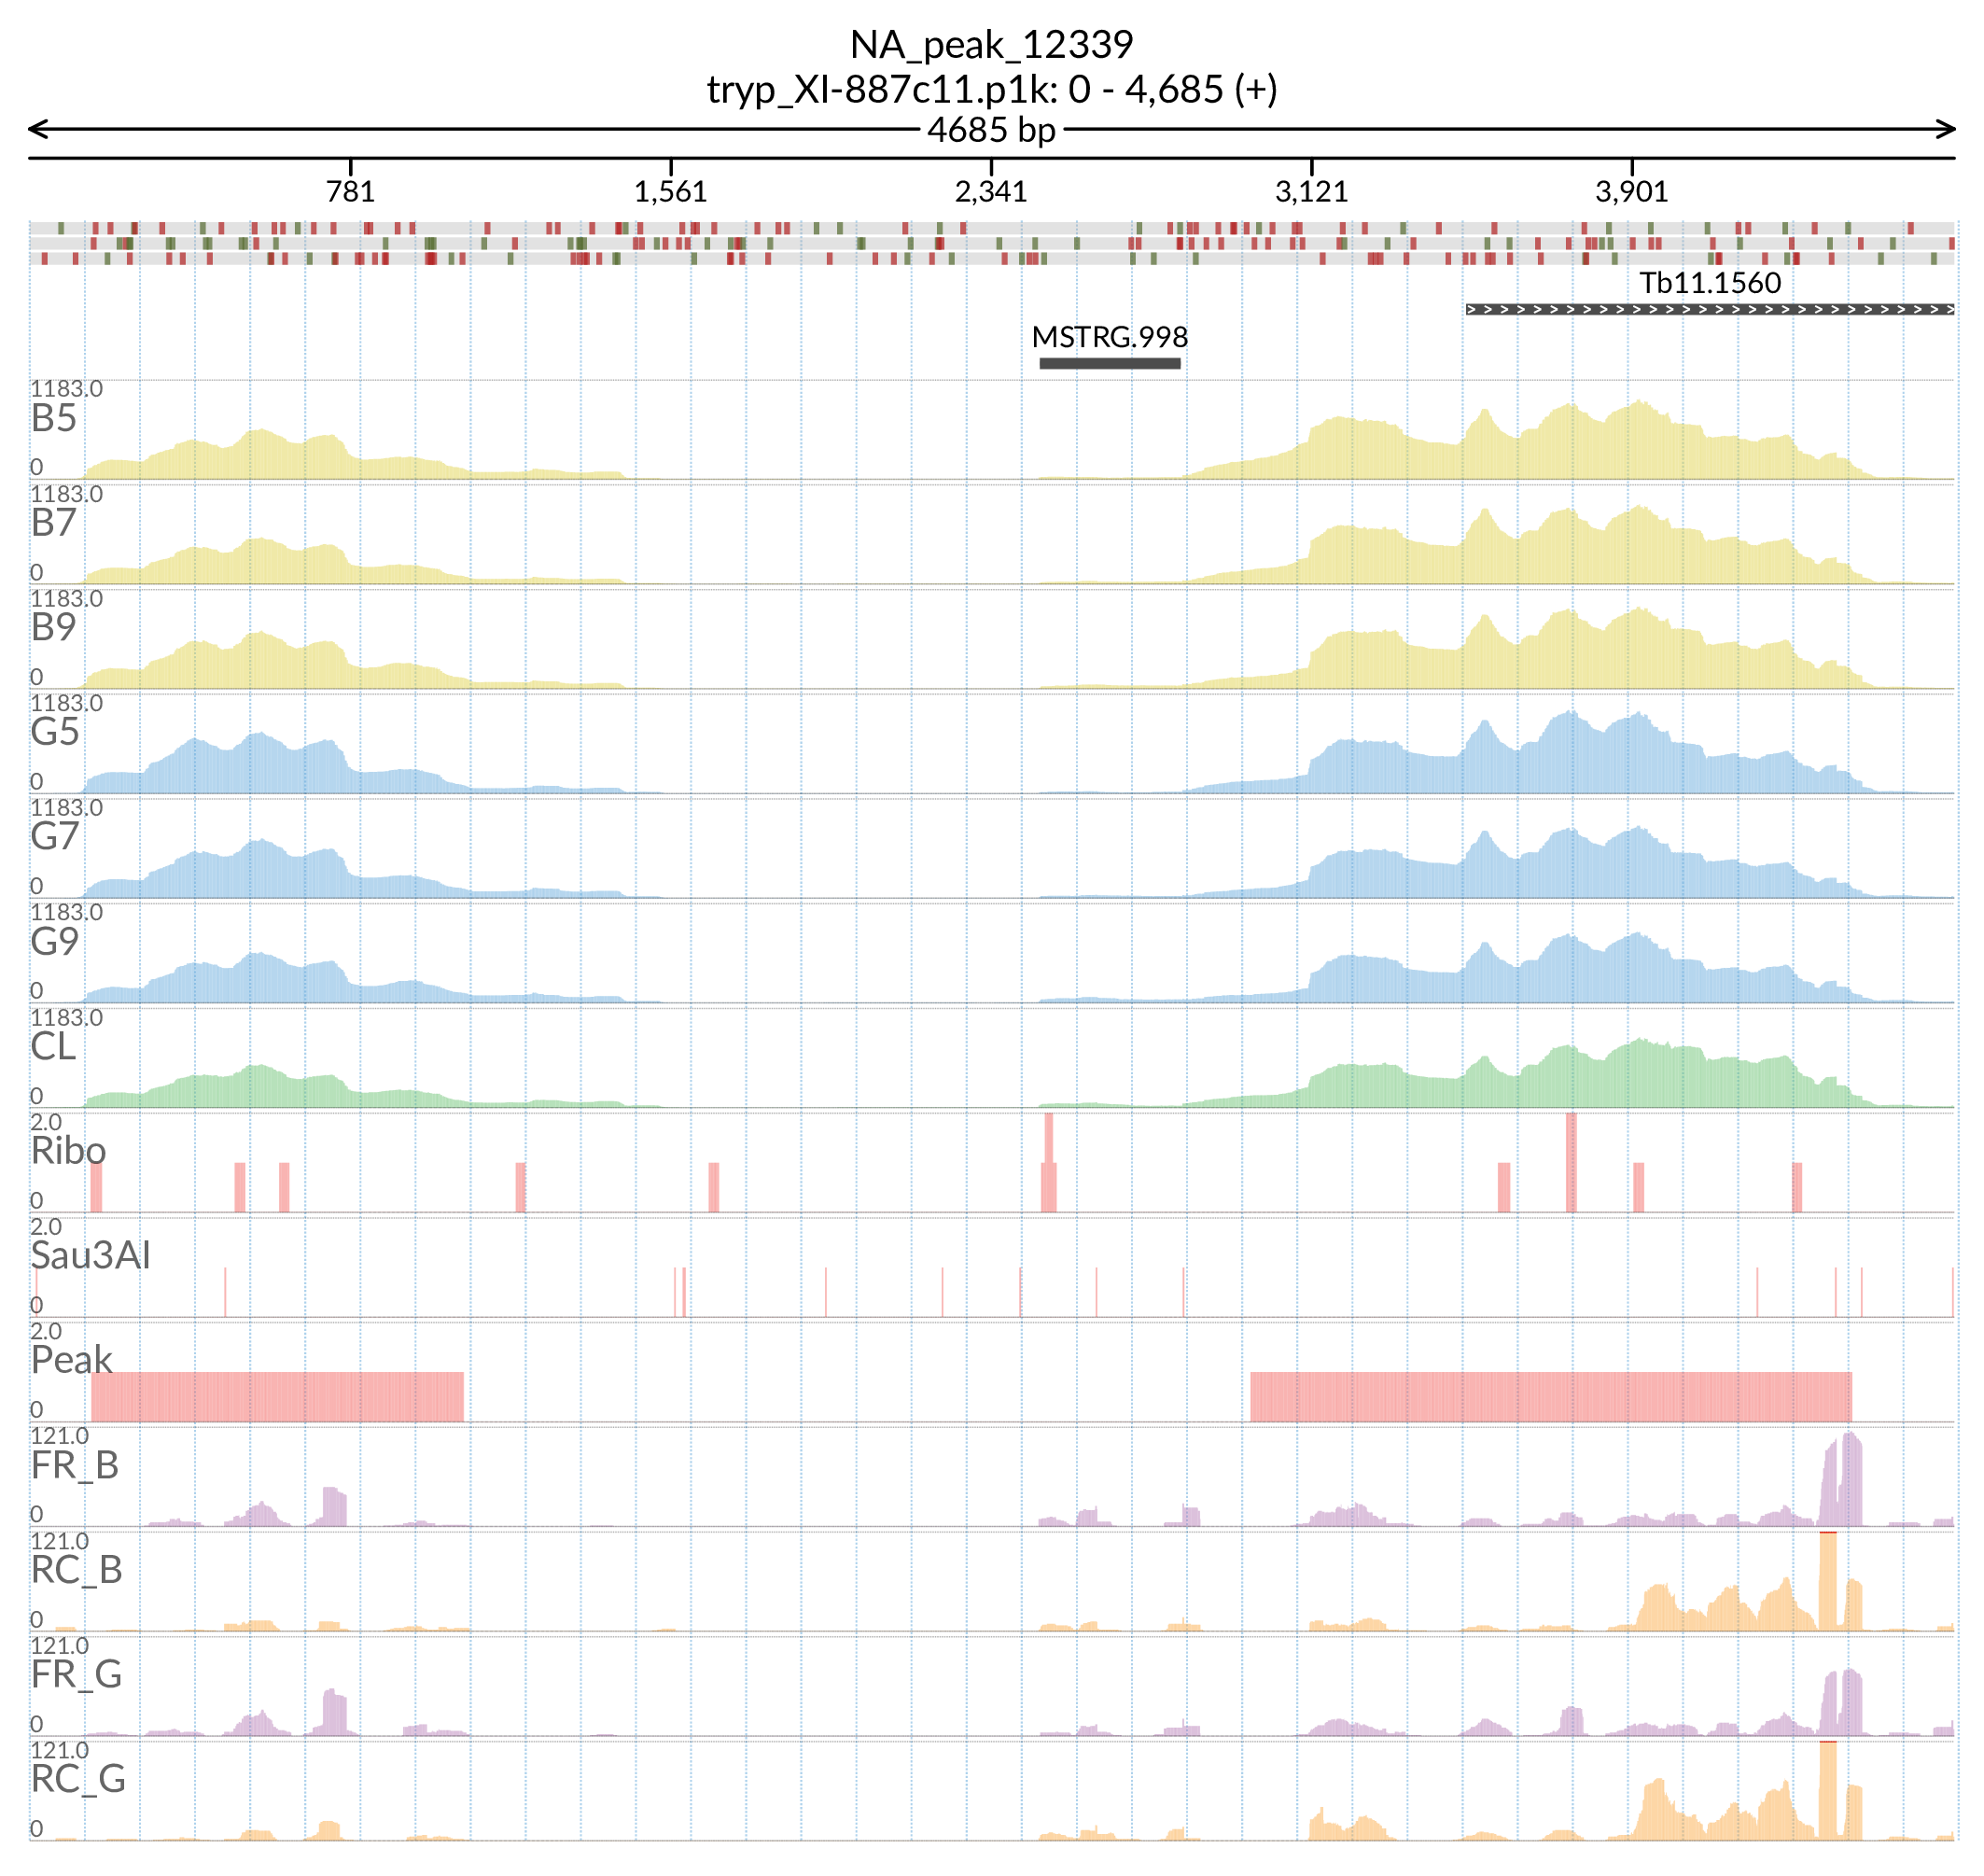 NA_peak_12339
tryp_XI-887c11.p1k: 0 - 4,685 (+)
4685 bp
781 1,561 2,341 3,121 3,901
Tb11.1560
MSTRG.998
1183.0
B5
0
1183.0
B7
0
1183.0
B9
0
1183.0
G5
0
1183.0
G7
0
1183.0
G9
0
1183.0
CL
0
2.0
Ribo
0
2.0
Sau3AI
0
2.0
Peak
0
121.0
FR_B
0
121.0
RC_B
0
121.0
FR_G
0
121.0
RC_G
0